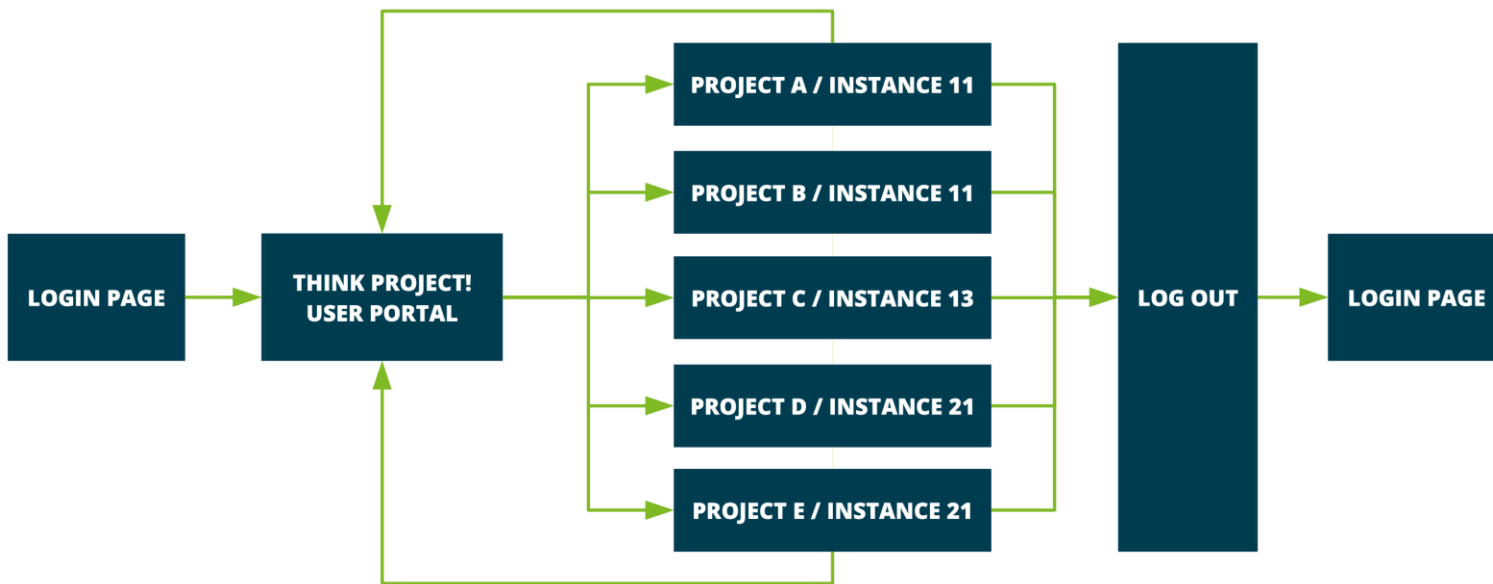 PROJECT A / INSTANCE 11
PROJECT B / INSTANCE 11
LOGIN PAGE
THINK PROJECT!
USER PORTAL
PROJECT C / INSTANCE 13
LOG OUT
LOGIN PAGE
PROJECT D / INSTANCE 21
PROJECT E / INSTANCE 21